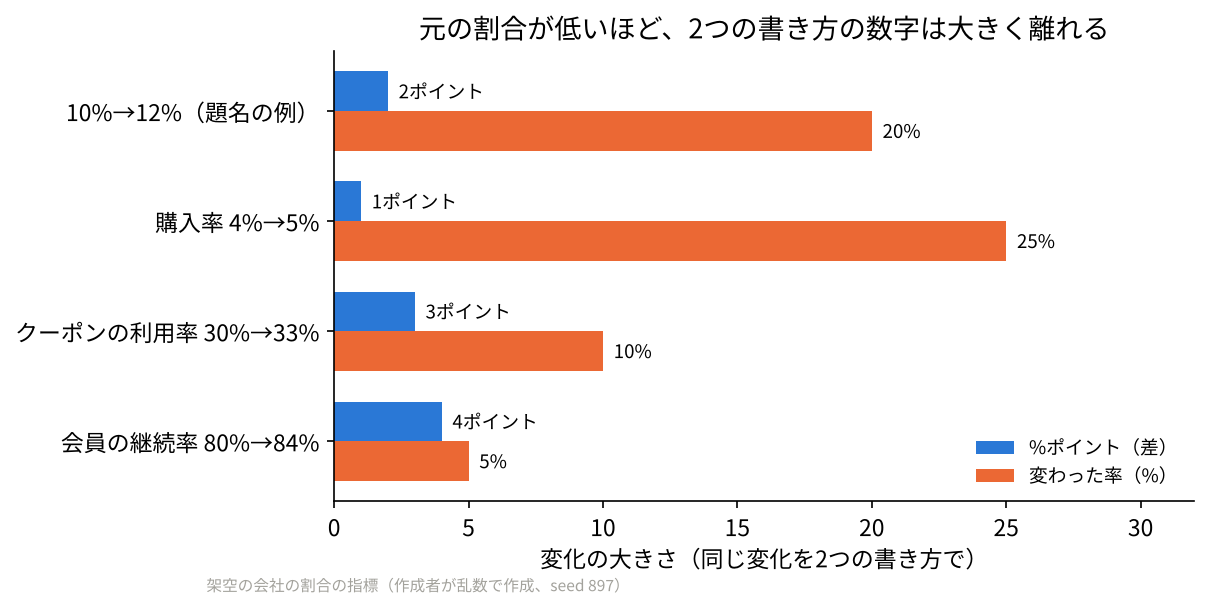 元の割合が低いほど、2つの書き方の数字は大きく離れる
10%→12%（題名の例）
2ポイント
20%
購入率 4%→5%
1ポイント
25%
クーポンの利用率 30%→33%
3ポイント
10%
会員の継続率 80%→84%
4ポイント
5%
%ポイント（差）
変わった率（%）
0 5 10 15 20 25 30
変化の大きさ（同じ変化を2つの書き方で）
架空の会社の割合の指標（作成者が乱数で作成、seed 897）